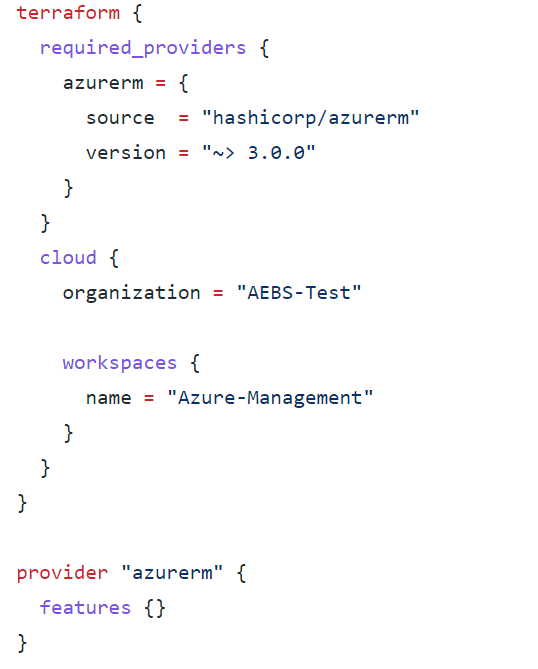 terraform {
  required_providers {
    azurerm = {
      source  = "hashicorp/azurerm"
      version = "~> 3.0.0"
    }
  }
  cloud {
    organization = "AEBS-Test"

    workspaces {
      name = "Azure-Management"
    }
  }
}

provider "azurerm" {
  features {}
}